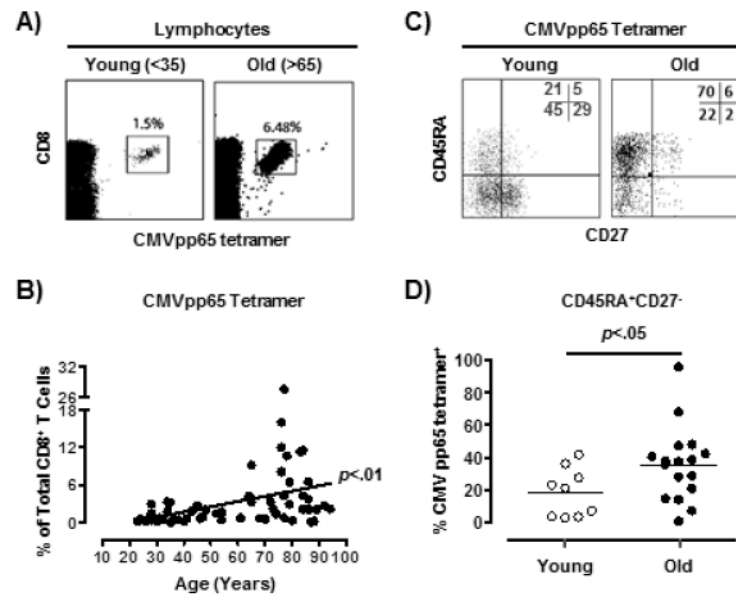 A)
Lymphocytes
Young (<35) Old (>65)
1.5%
6.48%
CD8
CMVpp65 tetramer
B)
CMVpp65 Tetramer
% of Total CD8⁺ T Cells
32
26
18
12
6
0
p<.01
10 20 30 40 50 60 70 80 90 100
Age (Years)
C)
CMVpp65 Tetramer
Young Old
21 5
45 29
70 6
22 2
CD45RA
CD27
D)
CD45RA⁺CD27⁻
p<.05
% CMV pp65 tetramer⁺
100
80
60
40
20
0
Young Old